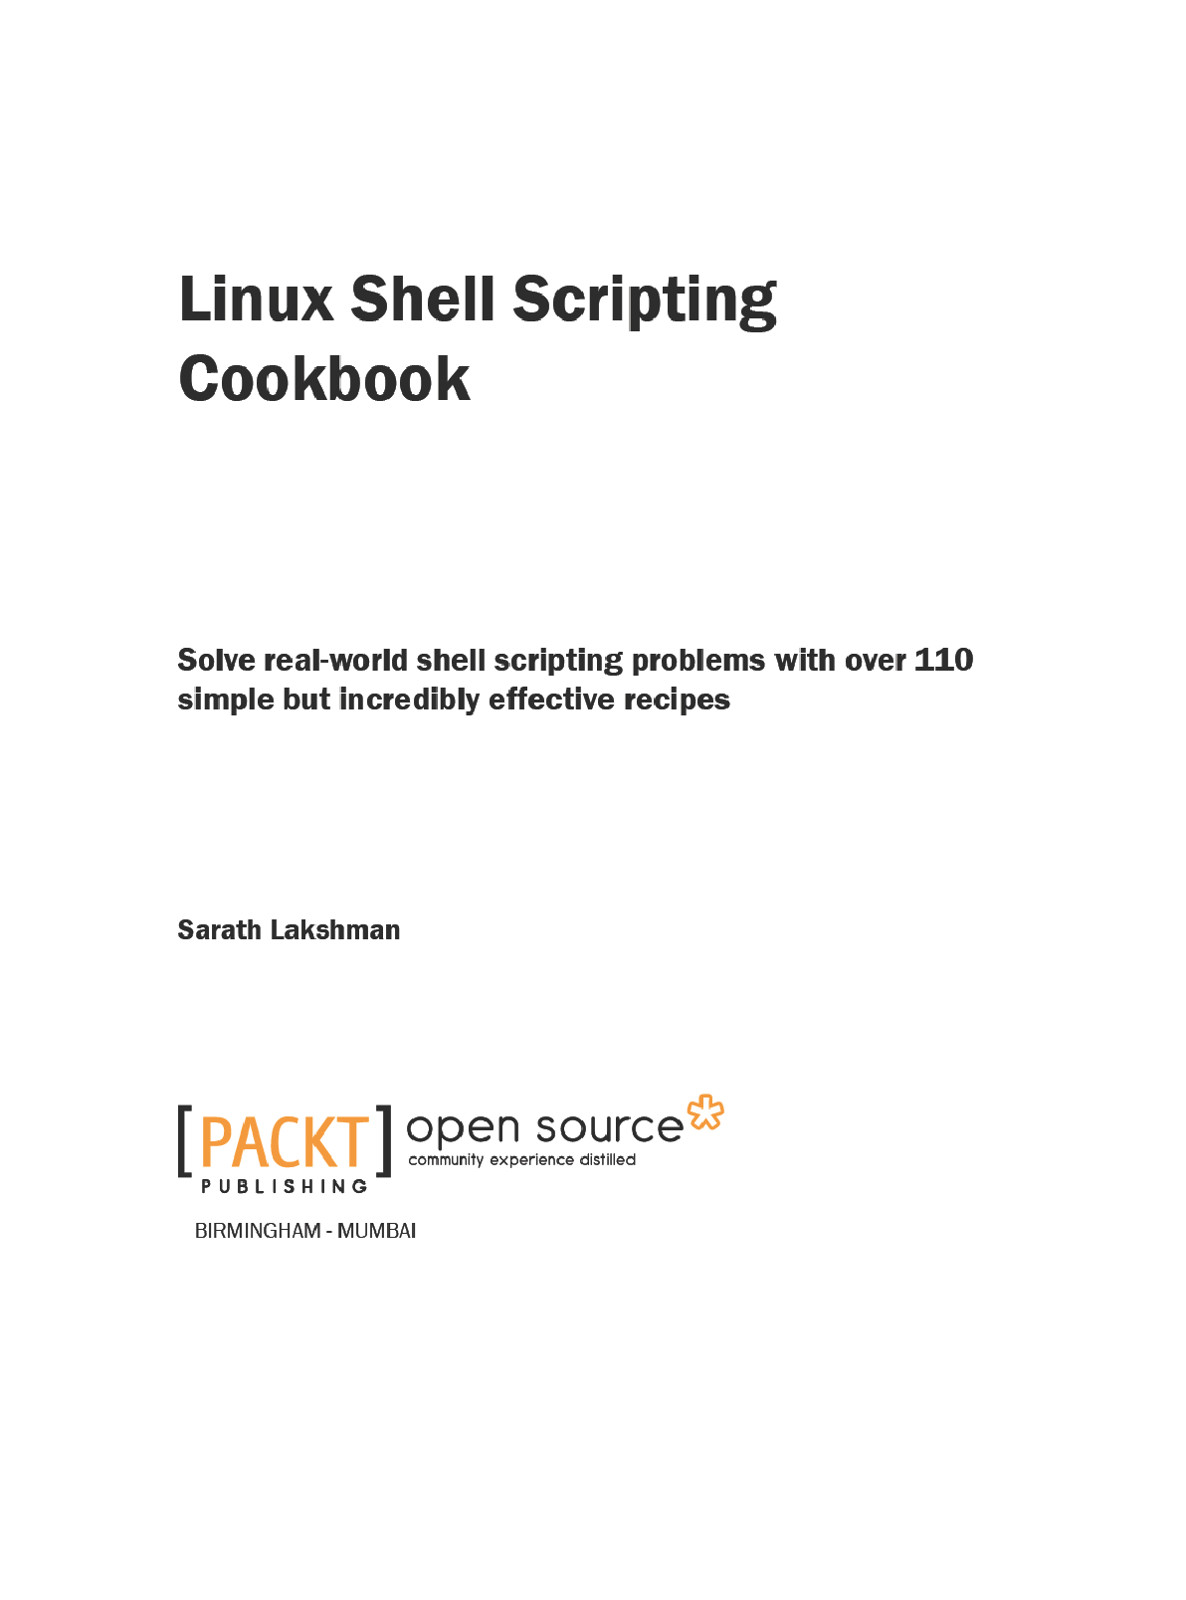 Linux Shell Scripting
Cookbook
Solve real-world shell scripting problems with over 110
simple but incredibly effective recipes
Sarath Lakshman
[PACKT]
PUBLISHING
open source
community experience distilled
BIRMINGHAM - MUMBAI